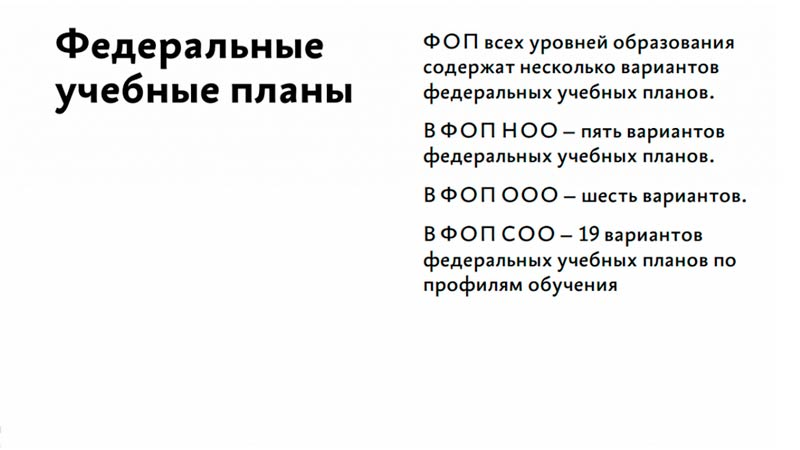 Федеральные
учебные планы
ФОП всех уровней образования
содержат несколько вариантов
федеральных учебных планов.
В ФОП НОО – пять вариантов
федеральных учебных планов.
В ФОП ООО – шесть вариантов.
В ФОП СОО – 19 вариантов
федеральных учебных планов по
профилям обучения